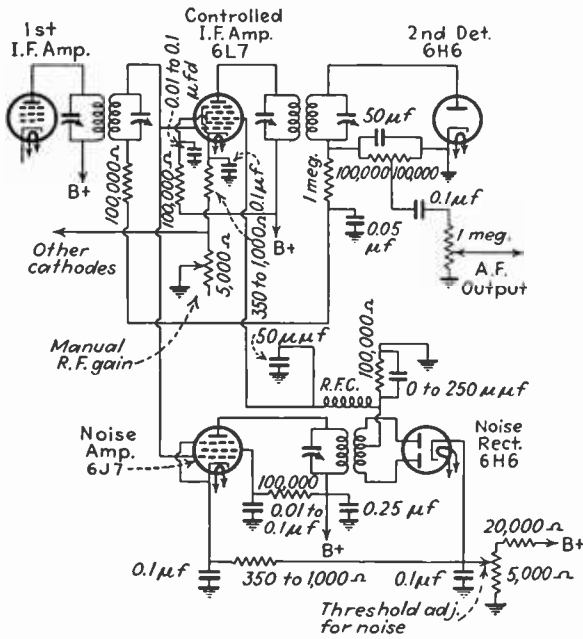 1st
I.F. Amp.
Controlled
I.F. Amp.
6L7
2nd Det.
6H6
0.01 to 0.1
μfd
50μμf
B+
100,000Ω
100,000Ω
0.1μf
1 meg.
100,000
100,000
0.1μf
0.05
μf
1 meg.
A.F.
Output
Other
cathodes
5,000Ω
350 to 1,000Ω
B+
Manual
R.F. gain
50μμf
100,000Ω
R.F.C.
0 to 250μμf
Noise
Amp.
6J7
Noise
Rect.
6H6
100,000
0.01 to
0.1μf
0.25 μf
B+
20,000Ω
B+
0.1μf
350 to 1,000Ω
0.1μf
5,000Ω
Threshold adj.
for noise